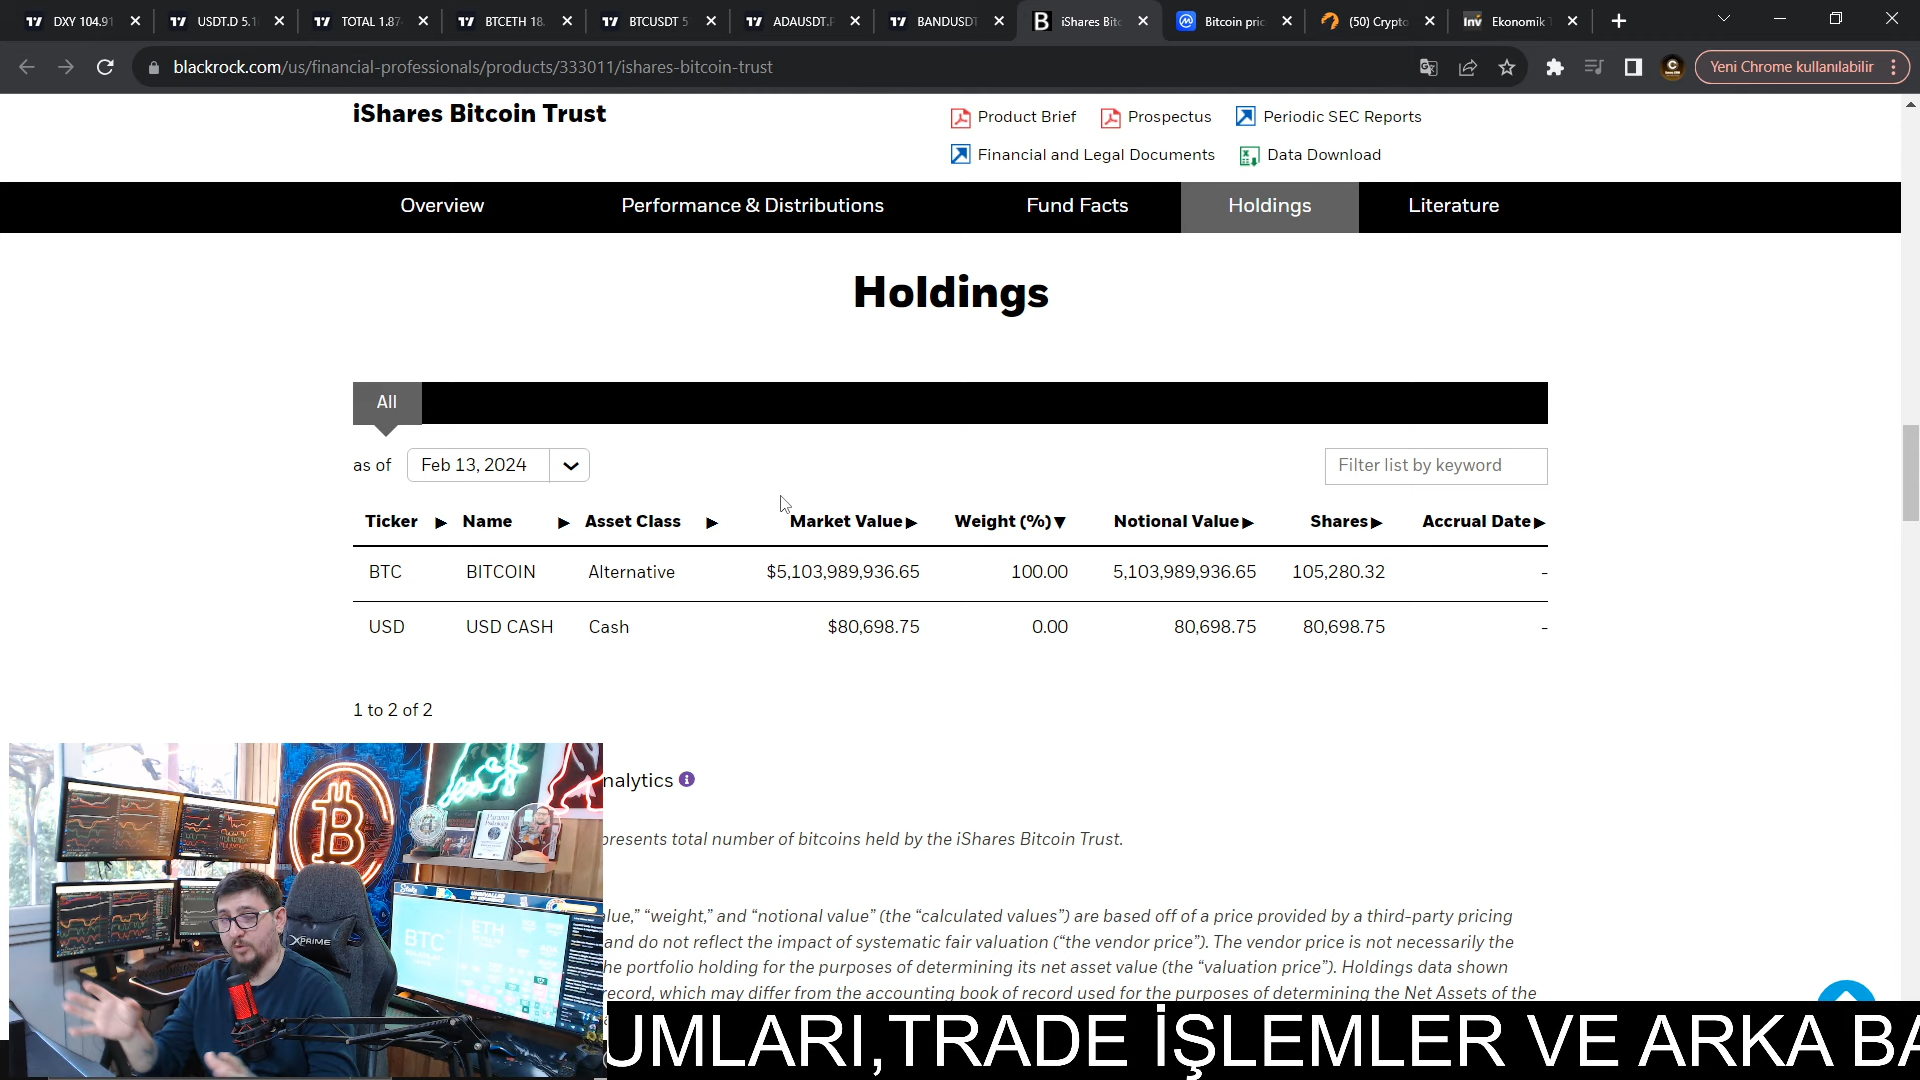 DXY 104.91
USDT.D 5.1
TOTAL 1.87
BTCETH 18.
BTCUSDT 5
ADAUSDT.P
BANDUSDT
iShares Bitc
Bitcoin pric
(50) Crypto
Ekonomik T
blackrock.com/us/financial-professionals/products/333011/ishares-bitcoin-trust
Yeni Chrome kullanılabilir
iShares Bitcoin Trust
Product Brief
Prospectus
Periodic SEC Reports
Financial and Legal Documents
Data Download
Overview
Performance & Distributions
Fund Facts
Holdings
Literature
Holdings
All
as of
Feb 13, 2024
Filter list by keyword
Ticker Name Asset Class Market Value Weight (%) Notional Value Shares Accrual Date
BTC BITCOIN Alternative $5,103,989,936.65 100.00 5,103,989,936.65 105,280.32 -
USD USD CASH Cash $80,698.75 0.00 80,698.75 80,698.75 -
1 to 2 of 2
nalytics
presents total number of bitcoins held by the iShares Bitcoin Trust.
lue,” “weight,” and “notional value” (the “calculated values”) are based off of a price provided by a third-party pricing
and do not reflect the impact of systematic fair valuation (“the vendor price”). The vendor price is not necessarily the
he portfolio holding for the purposes of determining its net asset value (the “valuation price”). Holdings data shown
record, which may differ from the accounting book of record used for the purposes of determining the Net Assets of the
XPRIME
BTC
ETH
UMLARI,TRADE İŞLEMLER VE ARKA BA